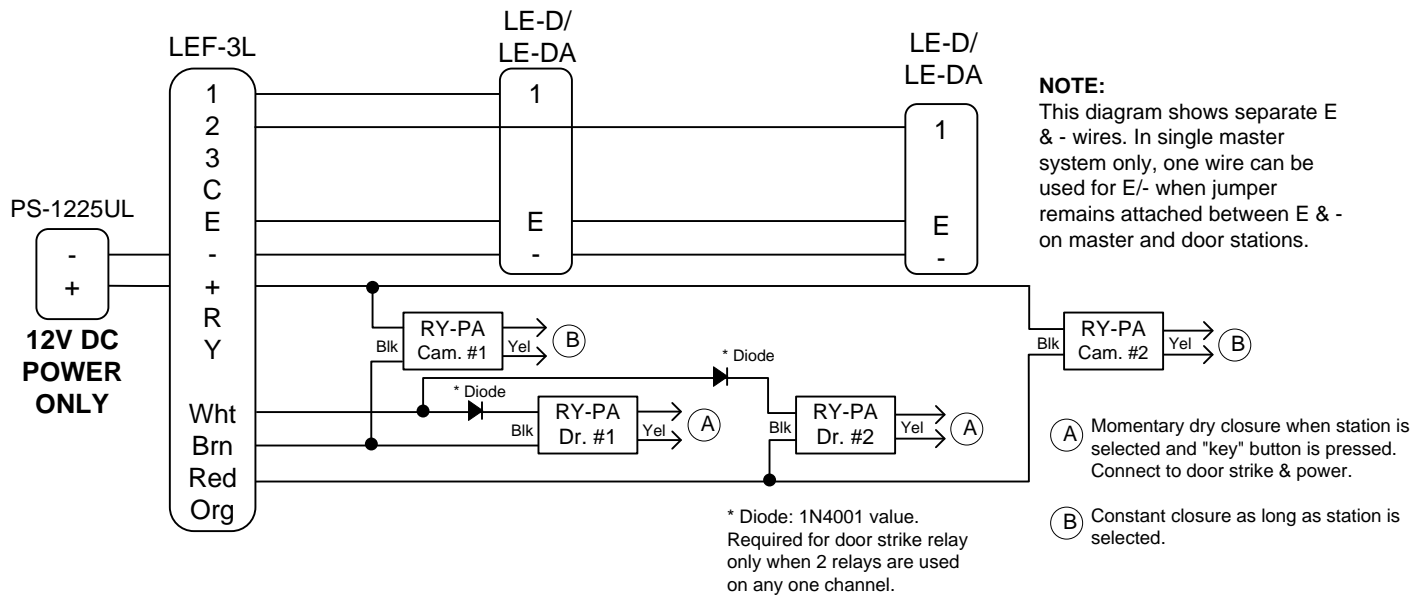 LEF-3L
1
2
3
C
E
-
+
R
Y
Wht
Brn
Red
Org
PS-1225UL
-
+
12V DC
POWER
ONLY
LE-D/
LE-DA
1
E
-
LE-D/
LE-DA
1
E
-
NOTE:
This diagram shows separate E
& - wires. In single master
system only, one wire can be
used for E/- when jumper
remains attached between E & -
on master and door stations.
Blk
RY-PA
Cam. #1
Yel
B
* Diode
Blk
RY-PA
Dr. #1
Yel
A
* Diode
Blk
RY-PA
Dr. #2
Yel
A
Blk
RY-PA
Cam. #2
Yel
B
A Momentary dry closure when station is
selected and "key" button is pressed.
Connect to door strike & power.
B Constant closure as long as station is
selected.
* Diode: 1N4001 value.
Required for door strike relay
only when 2 relays are used
on any one channel.